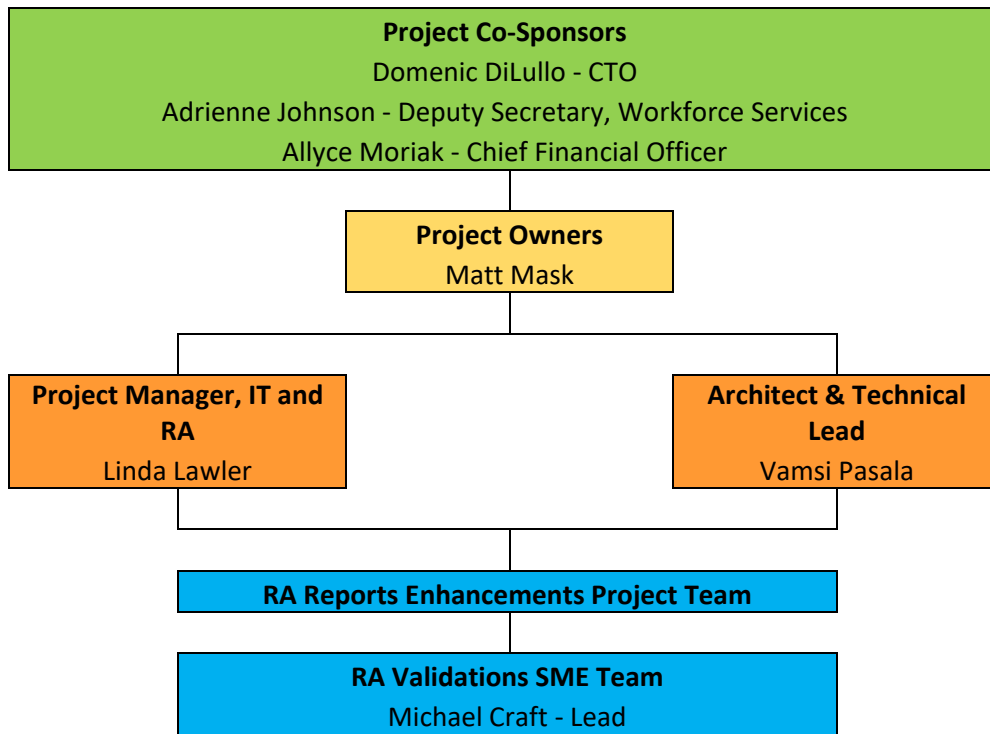 Project Co-Sponsors
Domenic DiLullo - CTO
Adrienne Johnson - Deputy Secretary, Workforce Services
Allyce Moriak - Chief Financial Officer
Project Owners
Matt Mask
Project Manager, IT and
RA
Linda Lawler
Architect & Technical
Lead
Vamsi Pasala
RA Reports Enhancements Project Team
RA Validations SME Team
Michael Craft - Lead